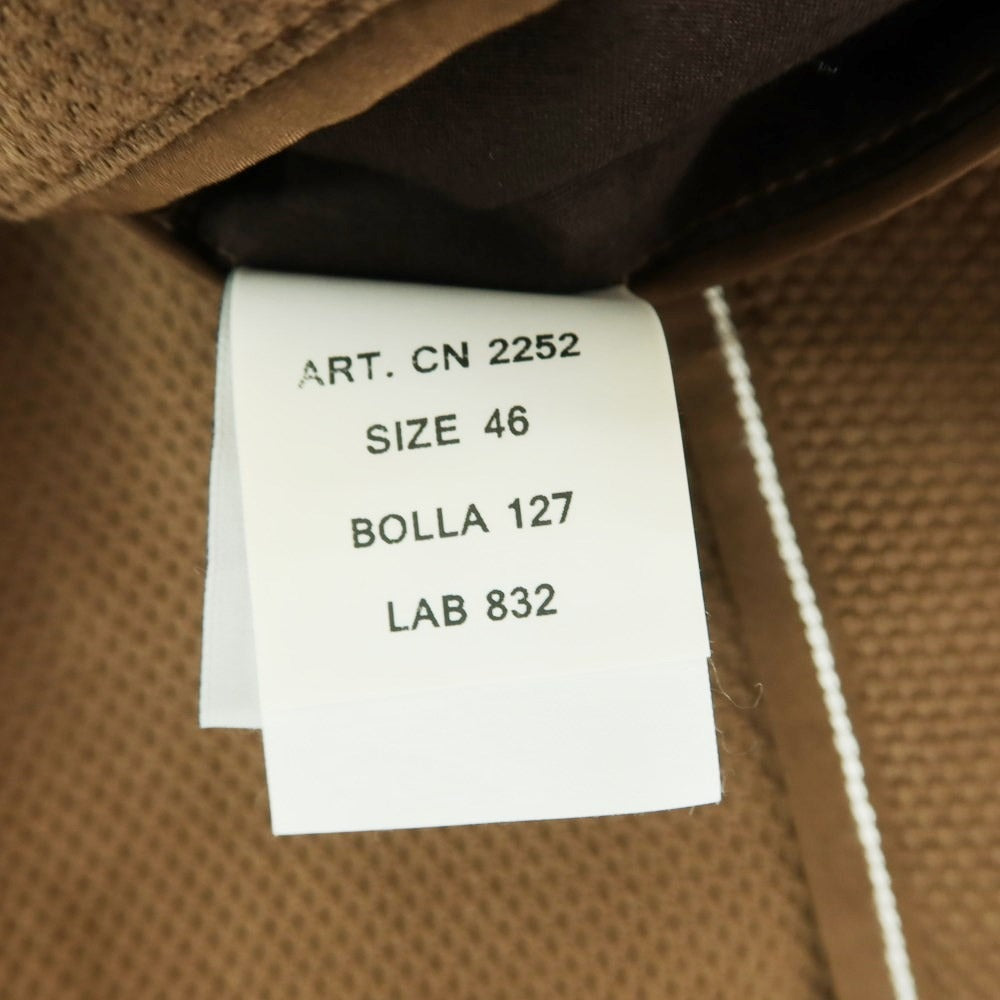 ART. CN 2252
SIZE 46
BOLLA 127
LAB 832